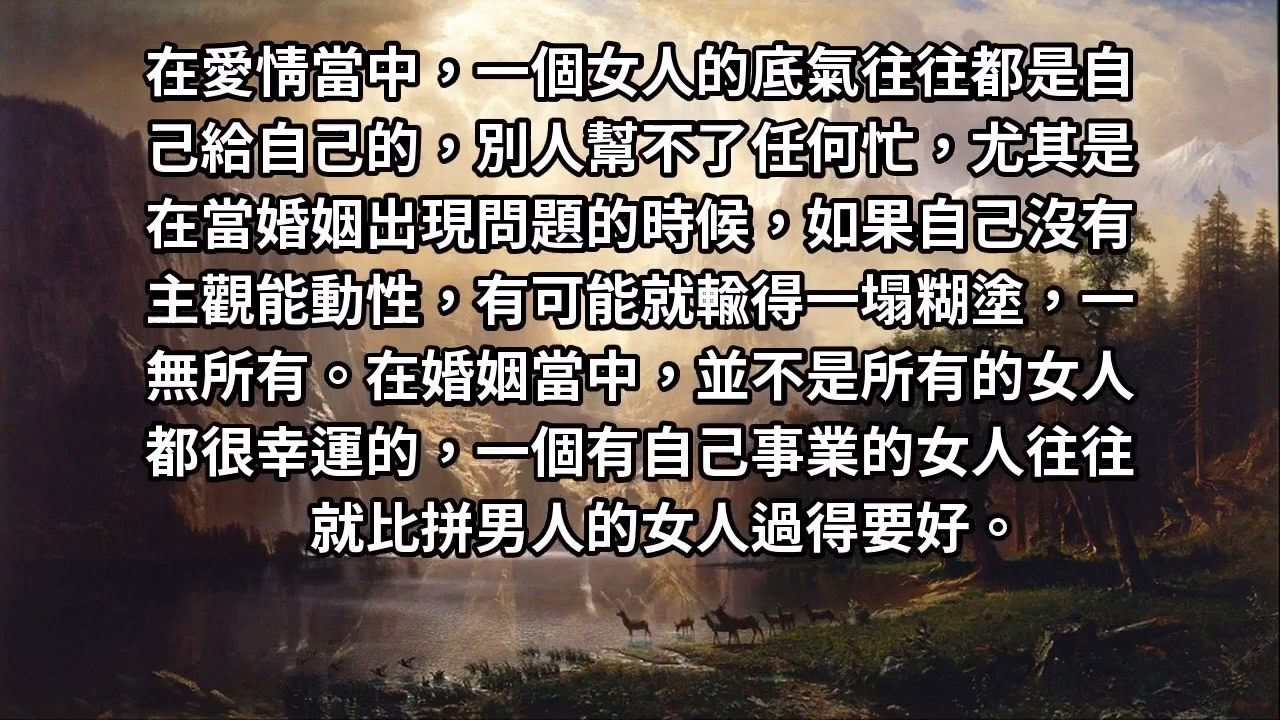 在愛情當中，一個女人的底氣往往都是自
己給自己的，別人幫不了任何忙，尤其是
在當婚姻出現問題的時候，如果自己沒有
主觀能動性，有可能就輸得一塌糊塗，一
無所有。在婚姻當中，並不是所有的女人
都很幸運的，一個有自己事業的女人往往
就比拼男人的女人過得要好。